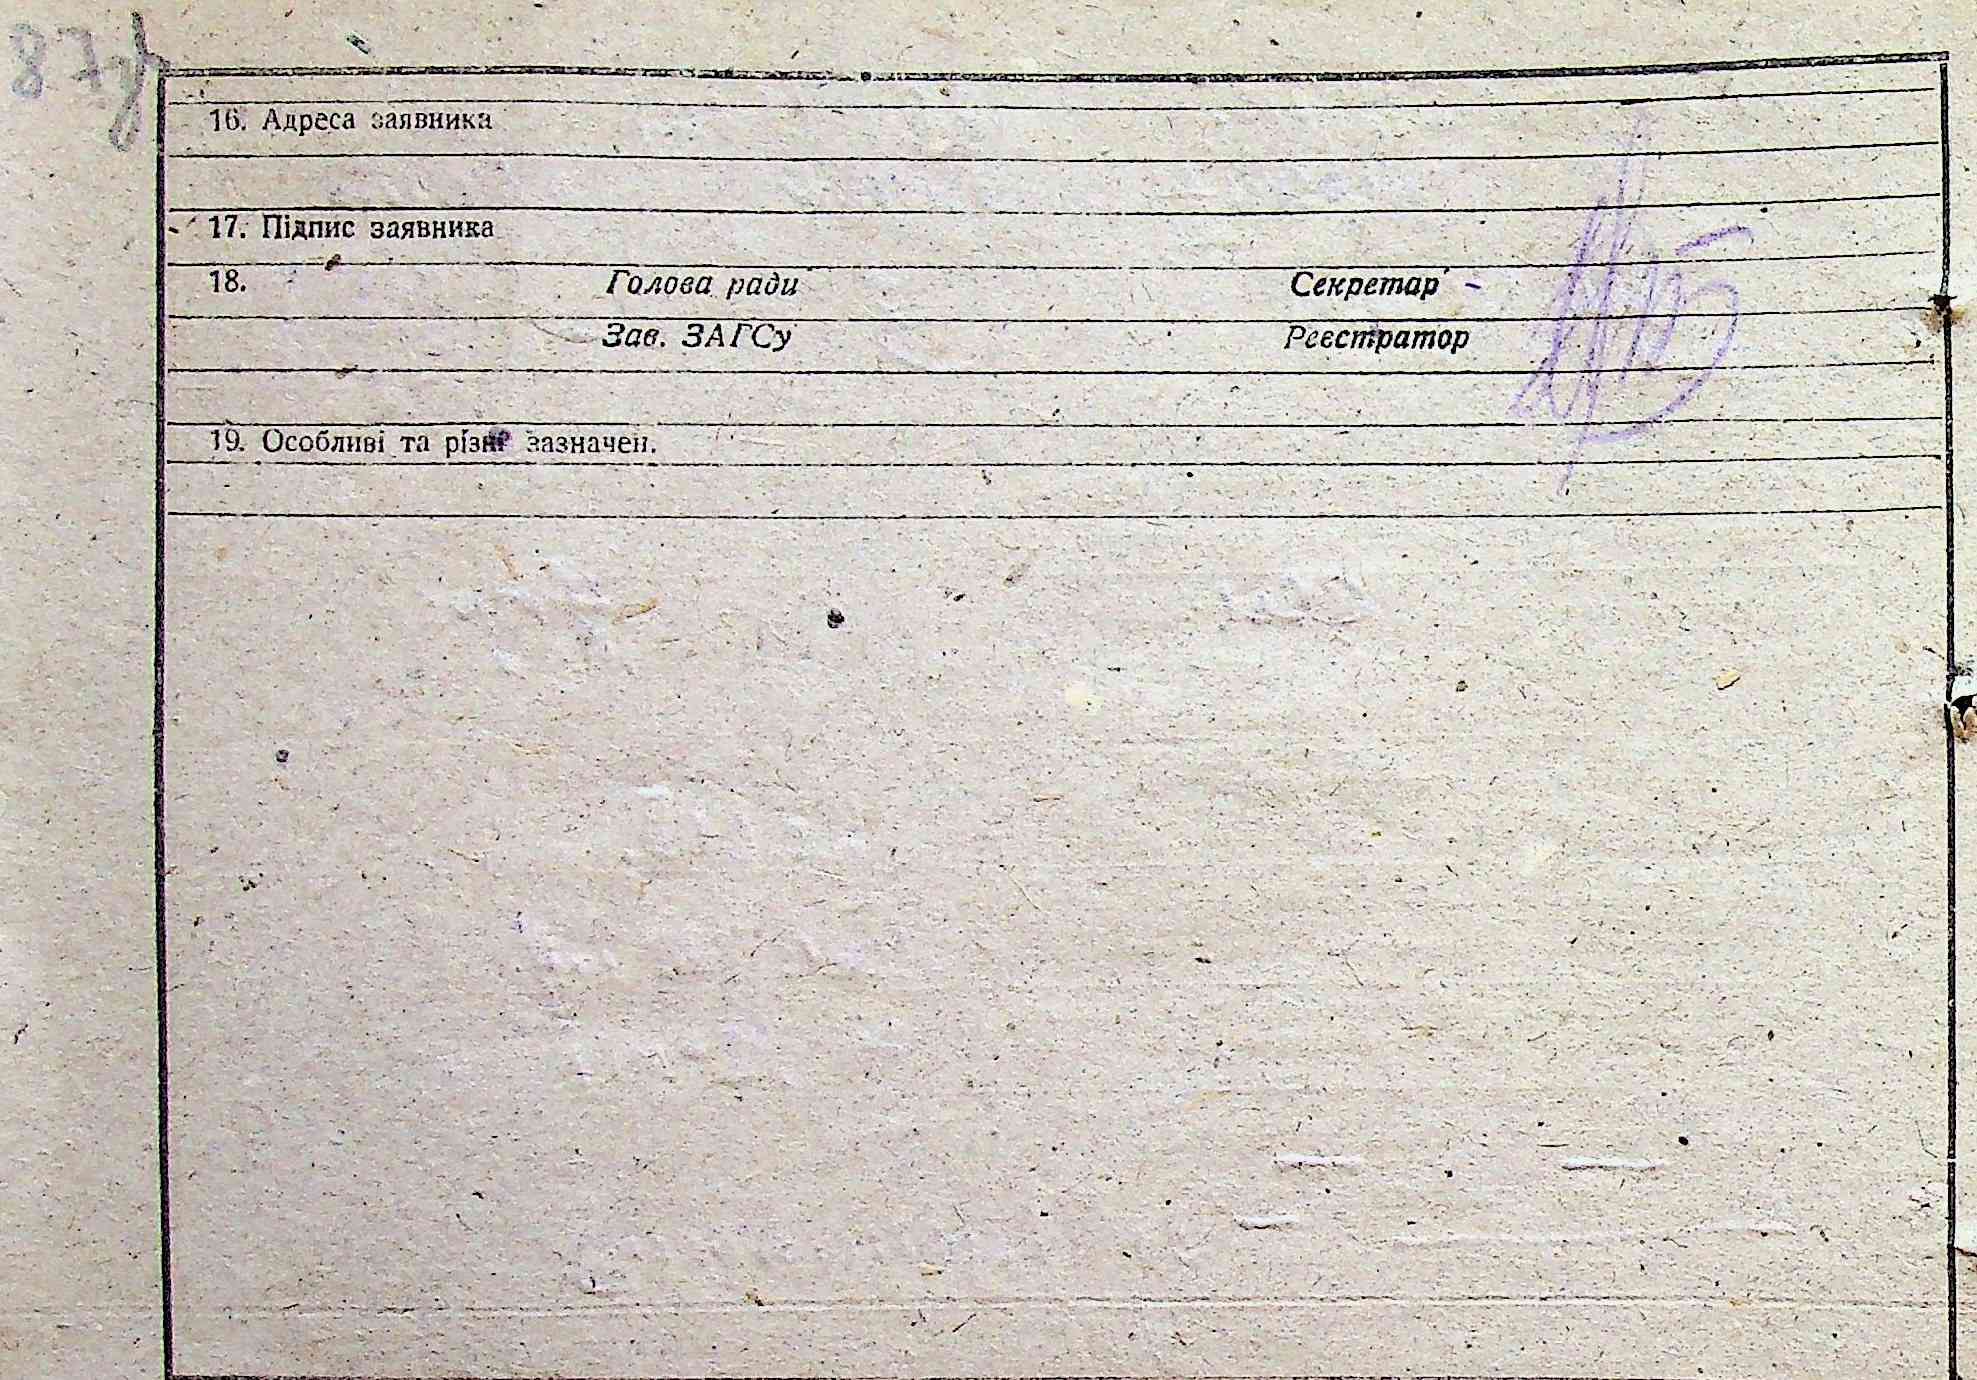 87
16. Адреса заявника
17. Підпис заявника
18. Голова ради Секретар -
Зав. ЗАГСу Реєстратор
19. Особливі та різні зазначен.